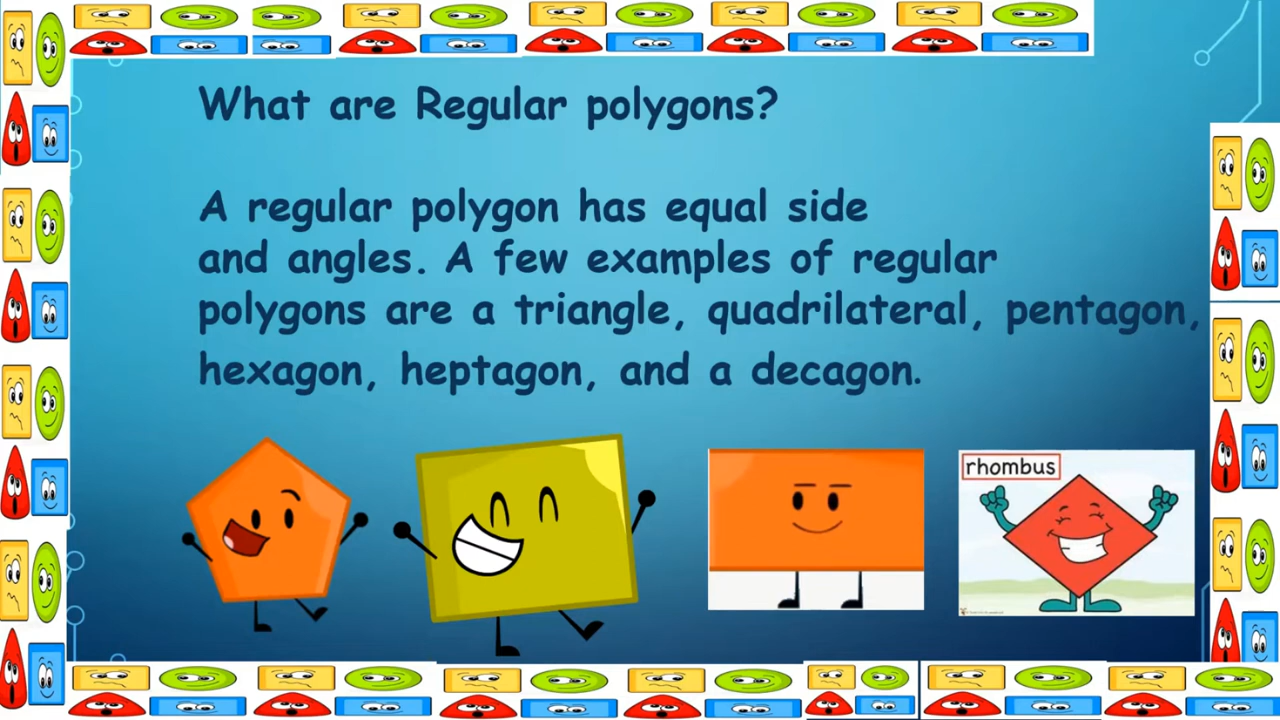 What are Regular polygons?
A regular polygon has equal side
and angles. A few examples of regular
polygons are a triangle, quadrilateral, pentagon,
hexagon, heptagon, and a decagon.
rhombus